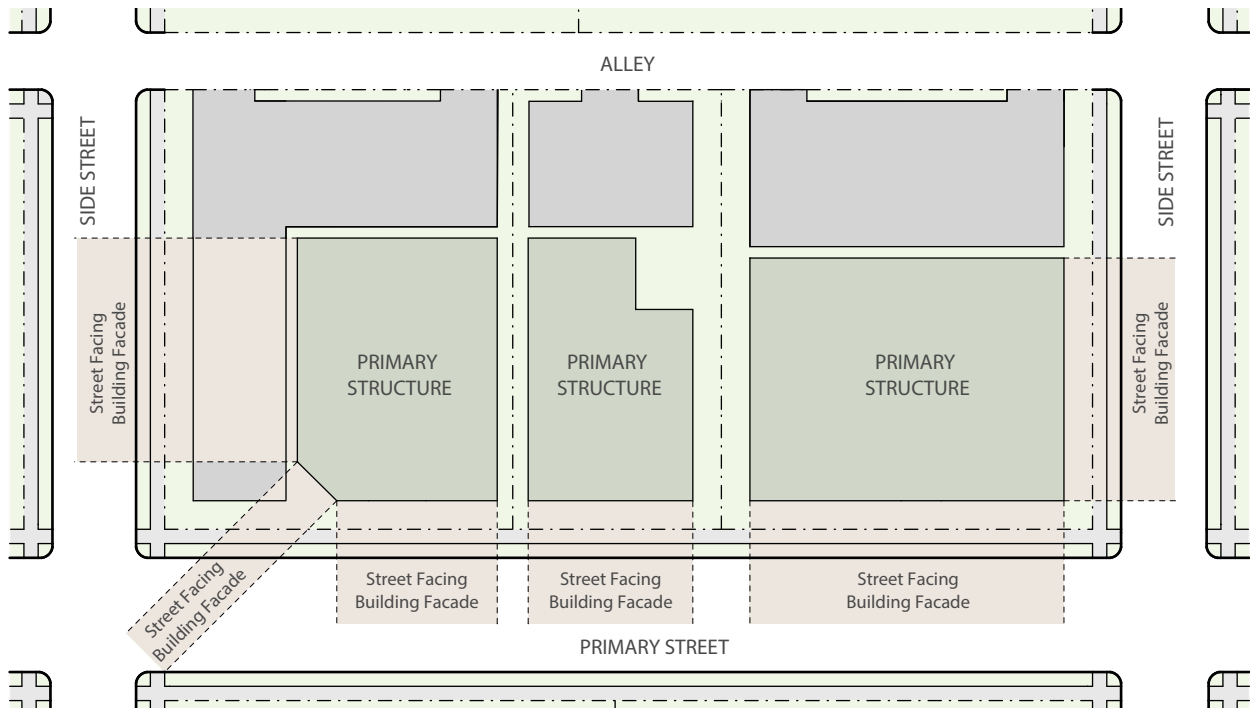 ALLEY
SIDE STREET
SIDE STREET
Street Facing
Building Facade
PRIMARY
STRUCTURE
PRIMARY
STRUCTURE
PRIMARY
STRUCTURE
Street Facing
Building Facade
Street Facing
Building Facade
Street Facing
Building Facade
Street Facing
Building Facade
Street Facing
Building Facade
PRIMARY STREET